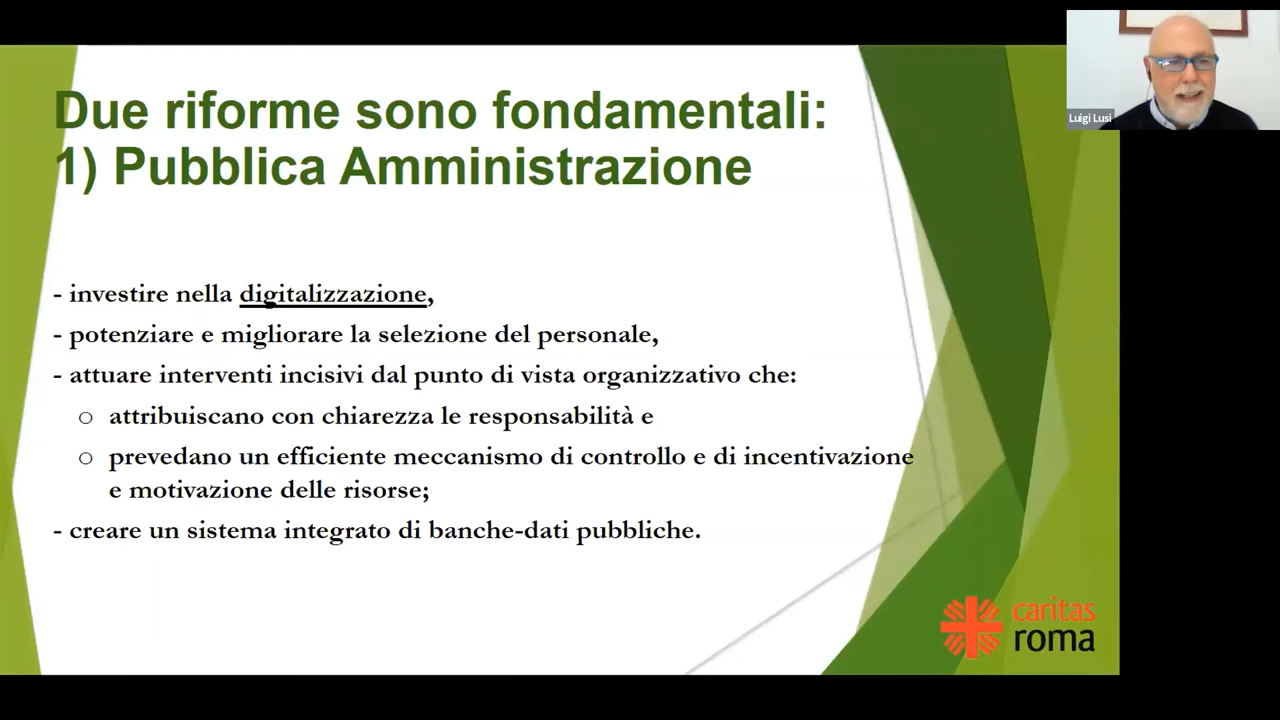 Due riforme sono fondamentali:
1) Pubblica Amministrazione
Luigi Lusi
- investire nella digitalizzazione,
- potenziare e migliorare la selezione del personale,
- attuare interventi incisivi dal punto di vista organizzativo che:
o attribuiscano con chiarezza le responsabilità e
o prevedano un efficiente meccanismo di controllo e di incentivazione
e motivazione delle risorse;
- creare un sistema integrato di banche-dati pubbliche.
caritas
roma